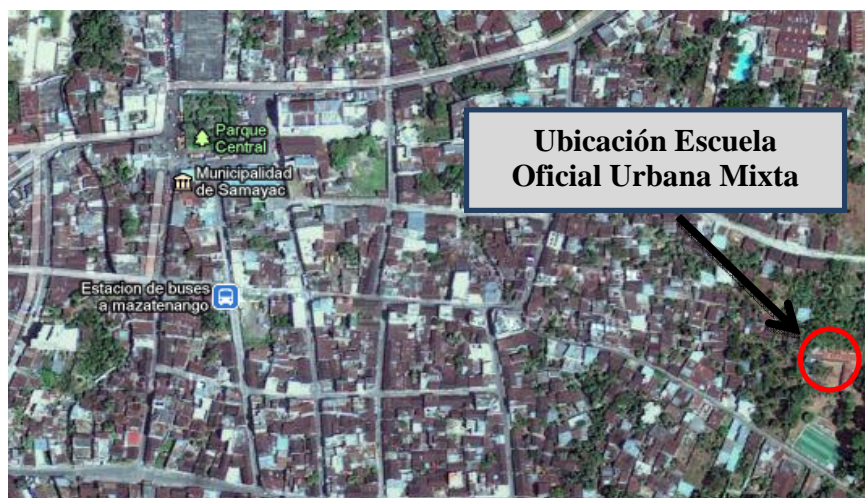 Parque
Central
Municipalidad
de Samayac
Ubicación Escuela
Oficial Urbana Mixta
Estacion de buses
a mazatenango